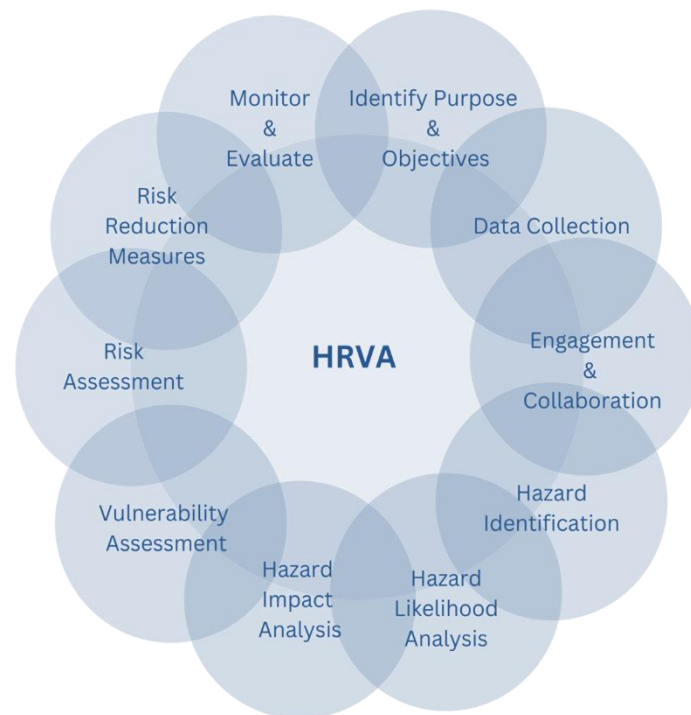 Identify Purpose
&
Objectives
Data Collection
Engagement
&
Collaboration
Hazard
Identification
Hazard
Likelihood
Analysis
Hazard
Impact
Analysis
Vulnerability
Assessment
Risk
Assessment
Risk
Reduction
Measures
Monitor
&
Evaluate
HRVA